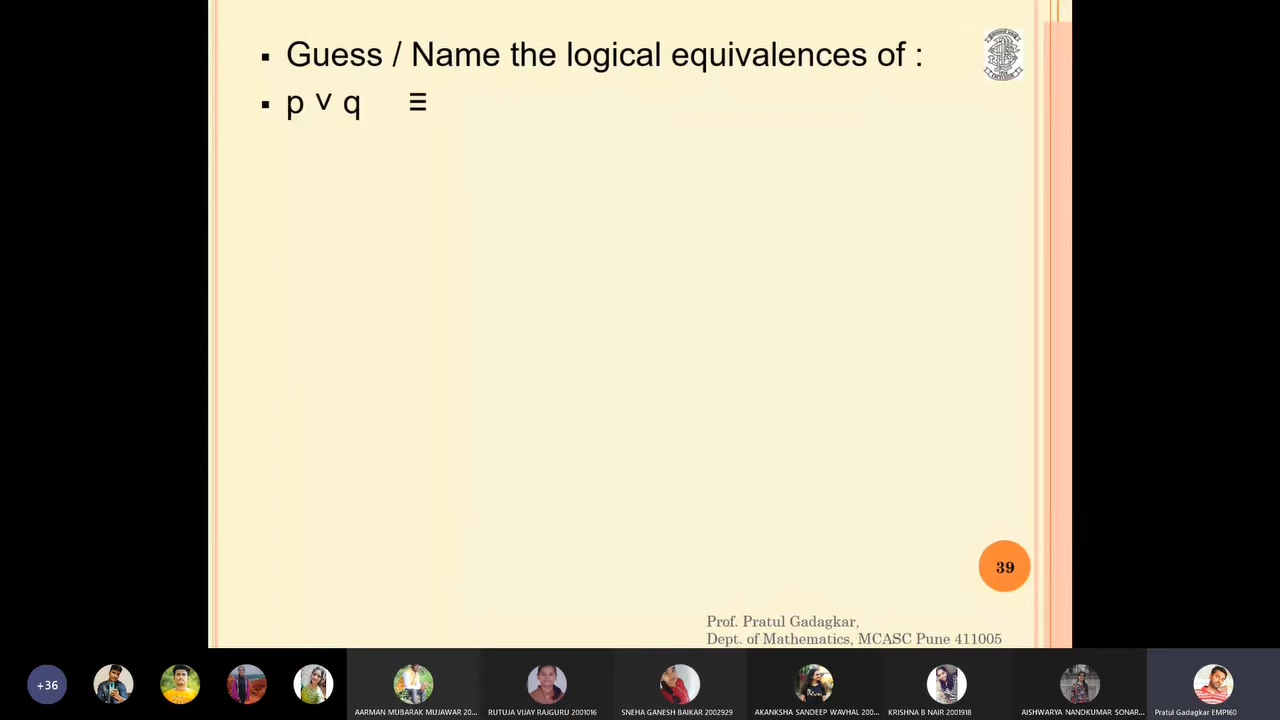 ▪ Guess / Name the logical equivalences of :
▪ p ∨ q ≡
39
Prof. Pratul Gadagkar,
Dept. of Mathematics, MCASC Pune 411005
+36
AARMAN MUBARAK MUJAWAR 20...
RUTUJA VIJAY RAJGURU 2001016
SNEHA GANESH BAIKAR 2002929
AKANKSHA SANDEEP WAVHAL 200...
KRISHNA B NAIR 2001918
AISHWARYA NANDKUMAR SONAR...
Pratul Gadagkar EMP160